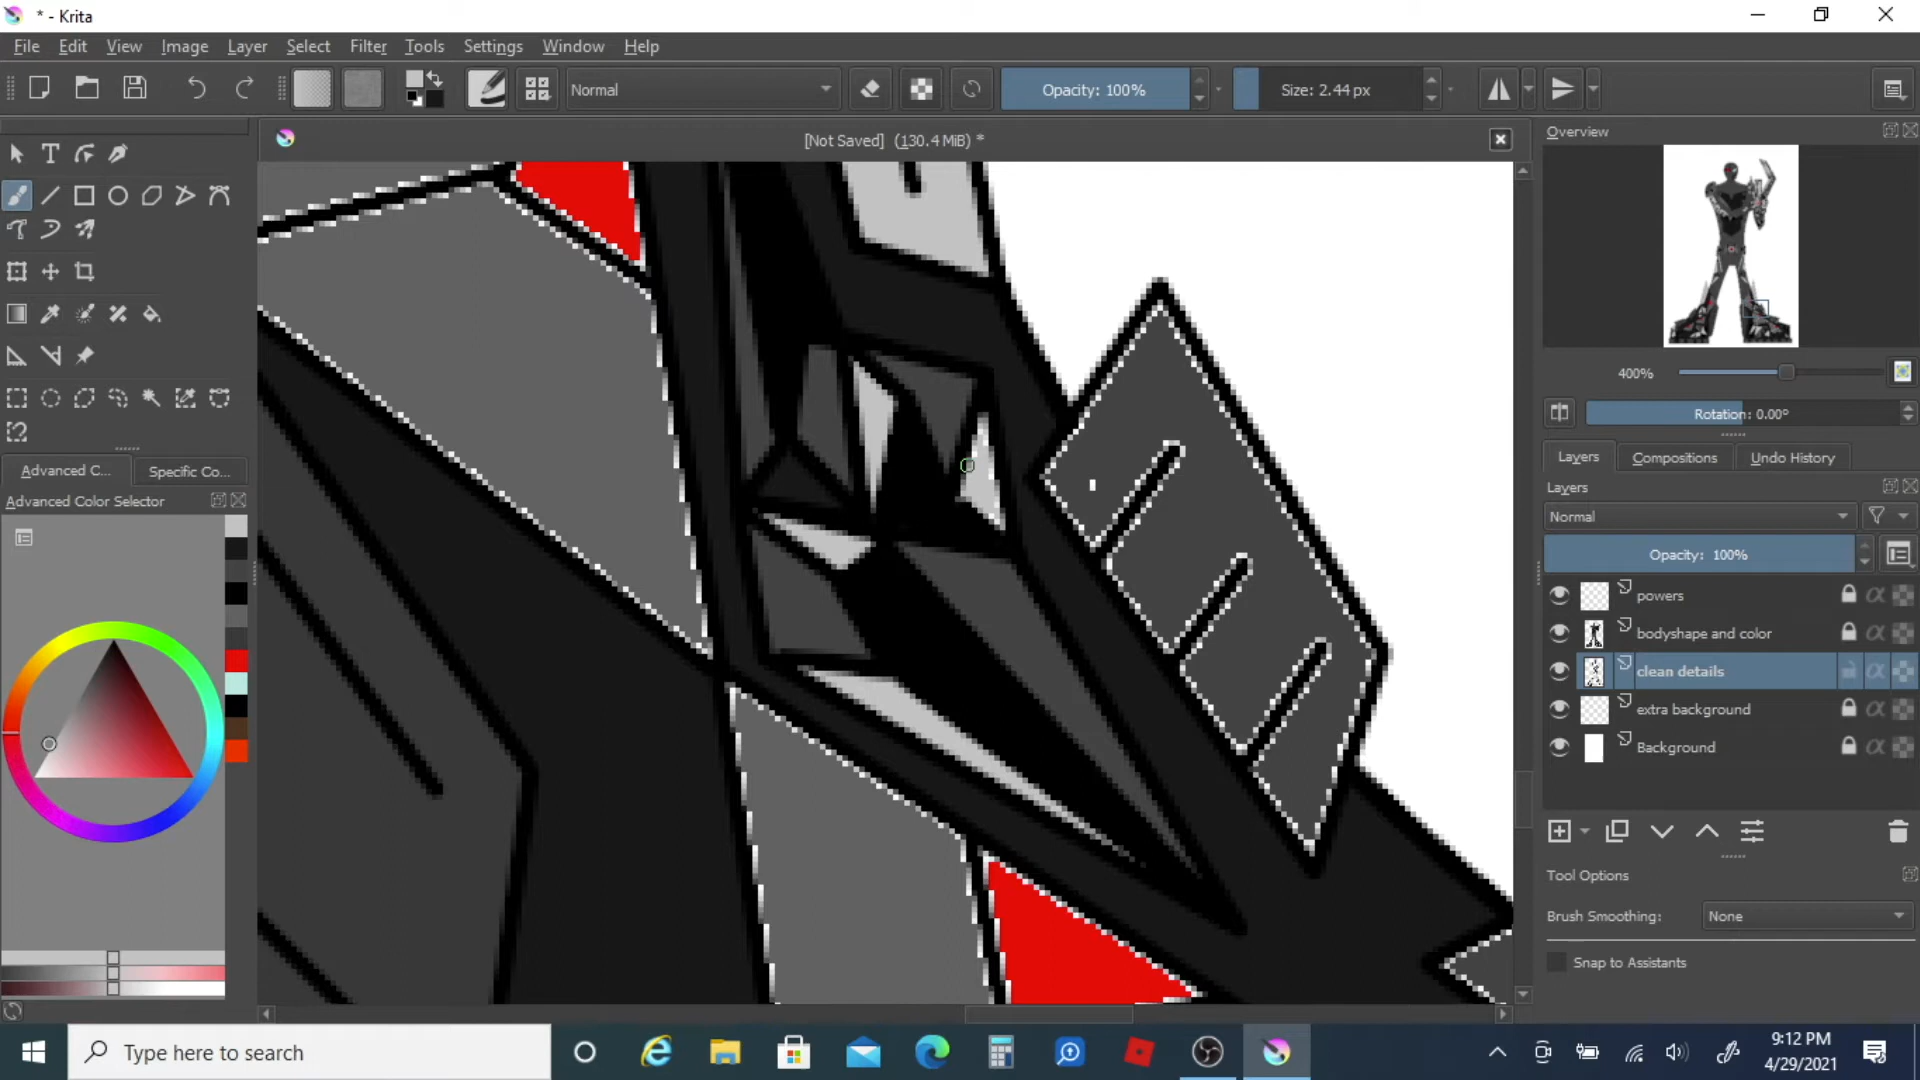 * - Krita
File Edit View Image Layer Select Filter Tools Settings Window Help
Normal Opacity: 100% Size: 2.44 px
[Not Saved] (130.4 MiB) *
Overview
400%
Rotation: 0.00°
Layers Compositions Undo History
Layers
Normal
Opacity: 100%
powers
bodyshape and color
clean details
extra background
Background
Tool Options
Brush Smoothing: None
Snap to Assistants
Advanced C... Specific Co...
Advanced Color Selector
Type here to search
9:12 PM
4/29/2021